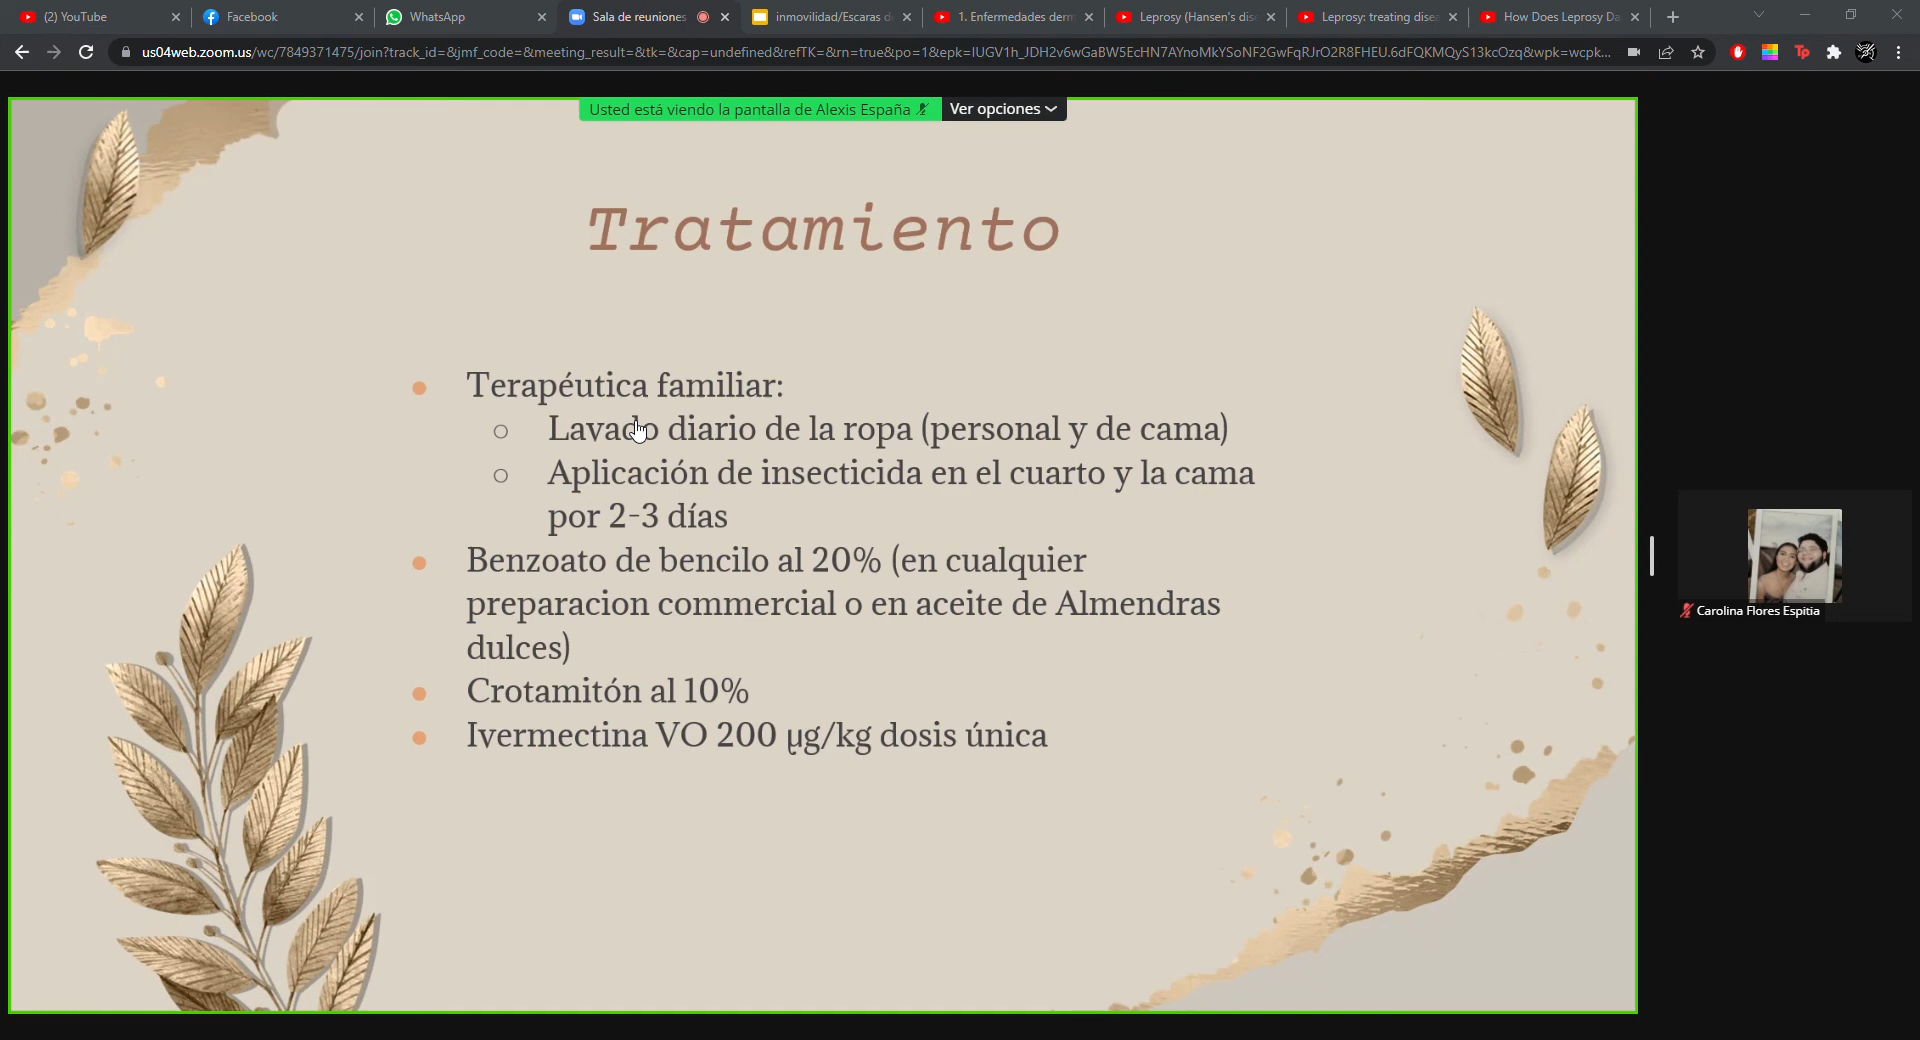 (2) YouTube
Facebook
WhatsApp
Sala de reuniones
inmovilidad/Escaras d
1. Enfermedades derm
Leprosy (Hansen's dise
Leprosy: treating disea
How Does Leprosy Da
us04web.zoom.us/wc/7849371475/join?track_id=&jmf_code=&meeting_result=&tk=&cap=undefined&refTK=&rn=true&po=1&epk=IUGV1h_JDH2v6wGaBW5EcHN7AYnoMkYSoNF2GwFqRJrO2R8FHEU.6dFQKMQyS13kcOzq&wpk=wcpk...
Usted está viendo la pantalla de Alexis España
Ver opciones
Tratamiento
Terapéutica familiar:
Lavado diario de la ropa (personal y de cama)
Aplicación de insecticida en el cuarto y la cama
por 2-3 días
Benzoato de bencilo al 20% (en cualquier
preparacion commercial o en aceite de Almendras
dulces)
Crotamitón al 10%
Ivermectina VO 200 µg/kg dosis única
Carolina Flores Espitia